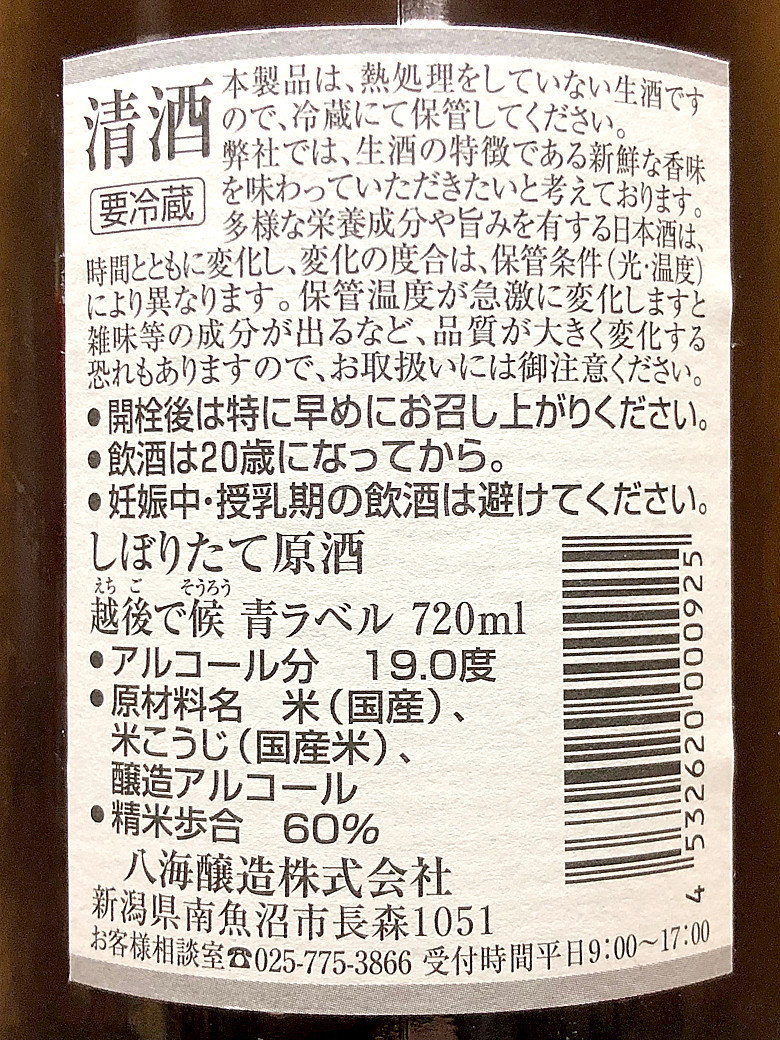 清酒
要冷蔵
本製品は、熱処理をしていない生酒です
ので、冷蔵にて保管してください。
弊社では、生酒の特徴である新鮮な香味
を味わっていただきたいと考えております。
多様な栄養成分や旨みを有する日本酒は、
時間とともに変化し、変化の度合は、保管条件(光・温度)
により異なります。保管温度が急激に変化しますと
雑味等の成分が出るなど、品質が大きく変化する
恐れもありますので、お取扱いには御注意ください。
●開栓後は特に早めにお召し上がりください。
●飲酒は20歳になってから。
●妊娠中・授乳期の飲酒は避けてください。
しぼりたて原酒
えちご そうろう
越後で候 青ラベル 720ml
●アルコール分 19.0度
●原材料名 米(国産)、
米こうじ(国産米)、
醸造アルコール
●精米歩合 60%
八海醸造株式会社
新潟県南魚沼市長森1051
お客様相談室☎025-775-3866 受付時間平日9:00〜17:00
4 532620 000925